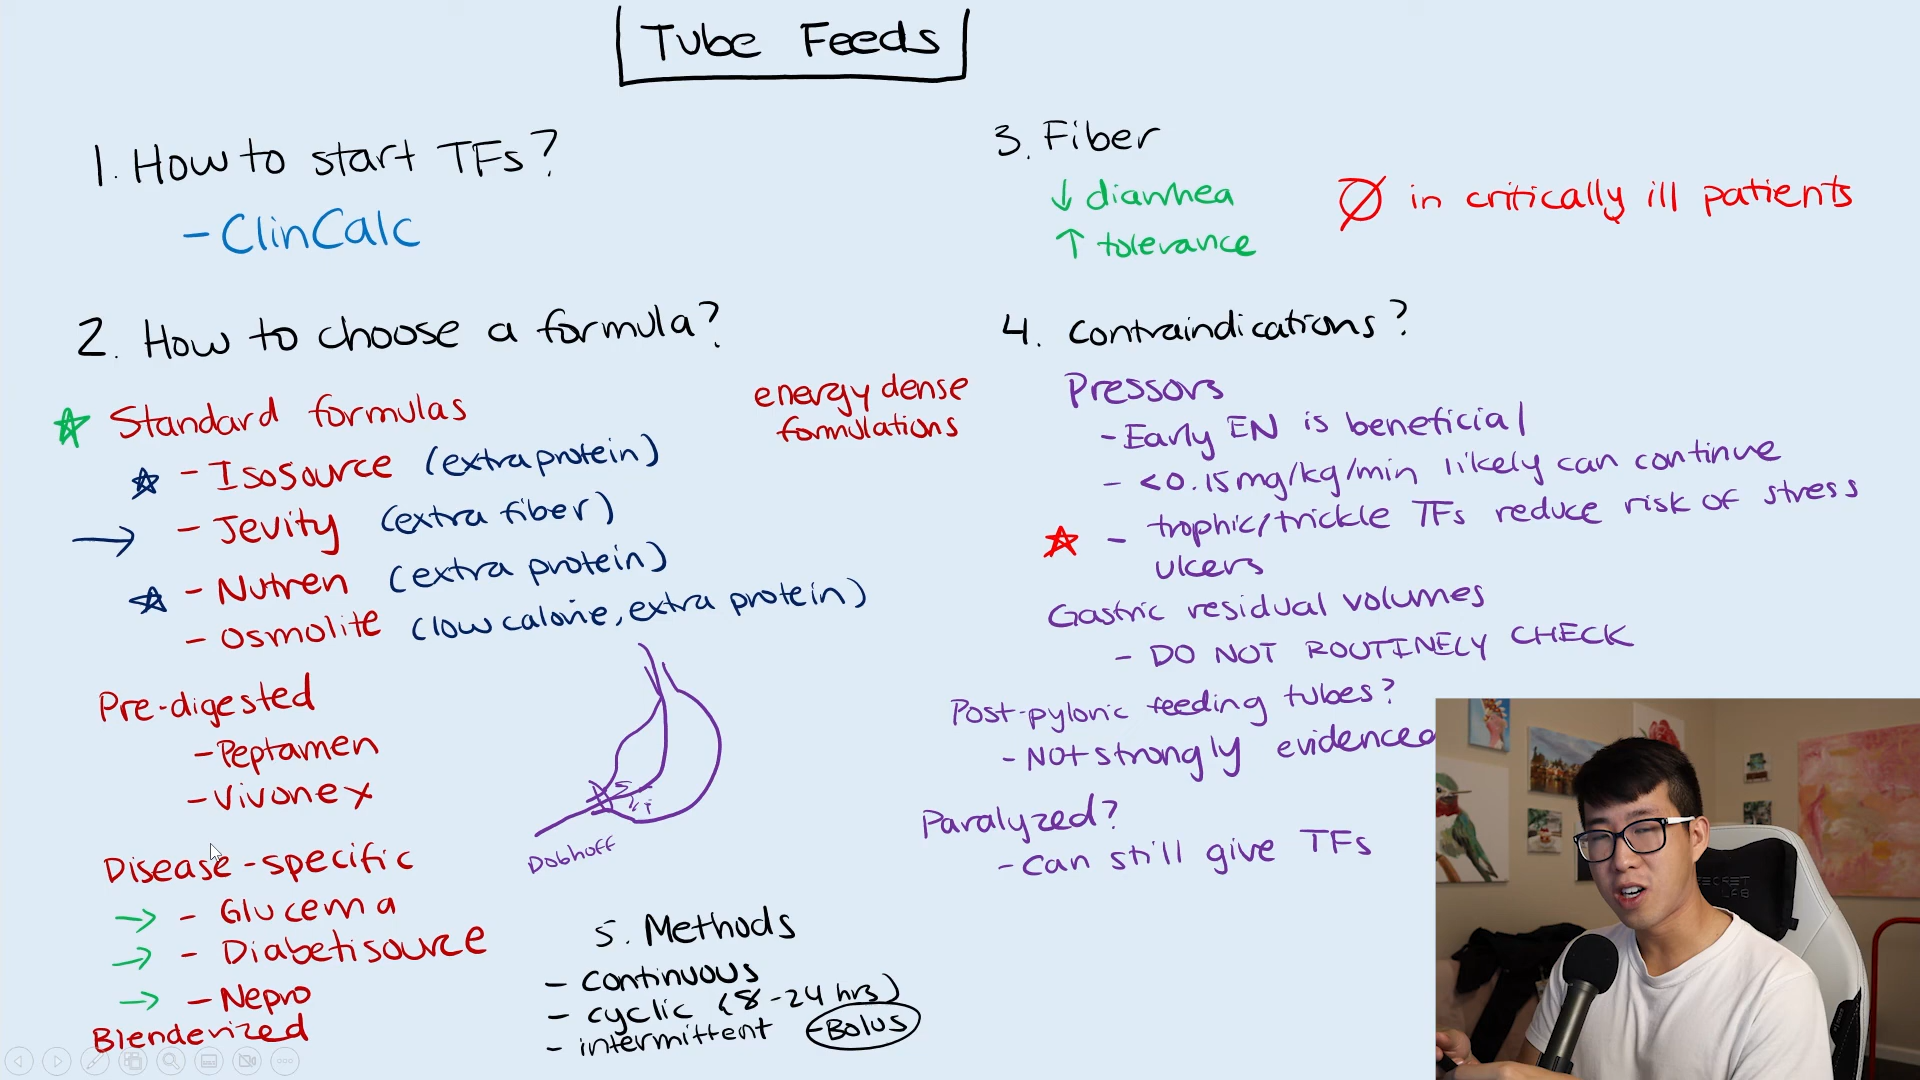 Tube Feeds
1. How to start TFs?
- ClinCalc
2. How to choose a formula?
Standard formulas
- Isosource (extra protein)
- Jevity (extra fiber)
- Nutren (extra protein)
- Osmolite (low calorie, extra protein)
energy dense
formulations
Pre-digested
- Peptamen
- Vivonex
Disease-specific
- Glucerna
- Diabetisource
- Nepro
Blenderized
Dobhoff
3. Fiber
↓ diarrhea
↑ tolerance
Ø in critically ill patients
4. Contraindications?
Pressors
- Early EN is beneficial
- <0.15mg/kg/min likely can continue
- trophic/trickle TFs reduce risk of stress
ulcers
Gastric residual volumes
- DO NOT ROUTINELY CHECK
Post-pyloric feeding tubes?
- Not strongly evidenced
Paralyzed?
- Can still give TFs
5. Methods
- continuous
- cyclic (8-24 hrs)
- intermittent - Bolus